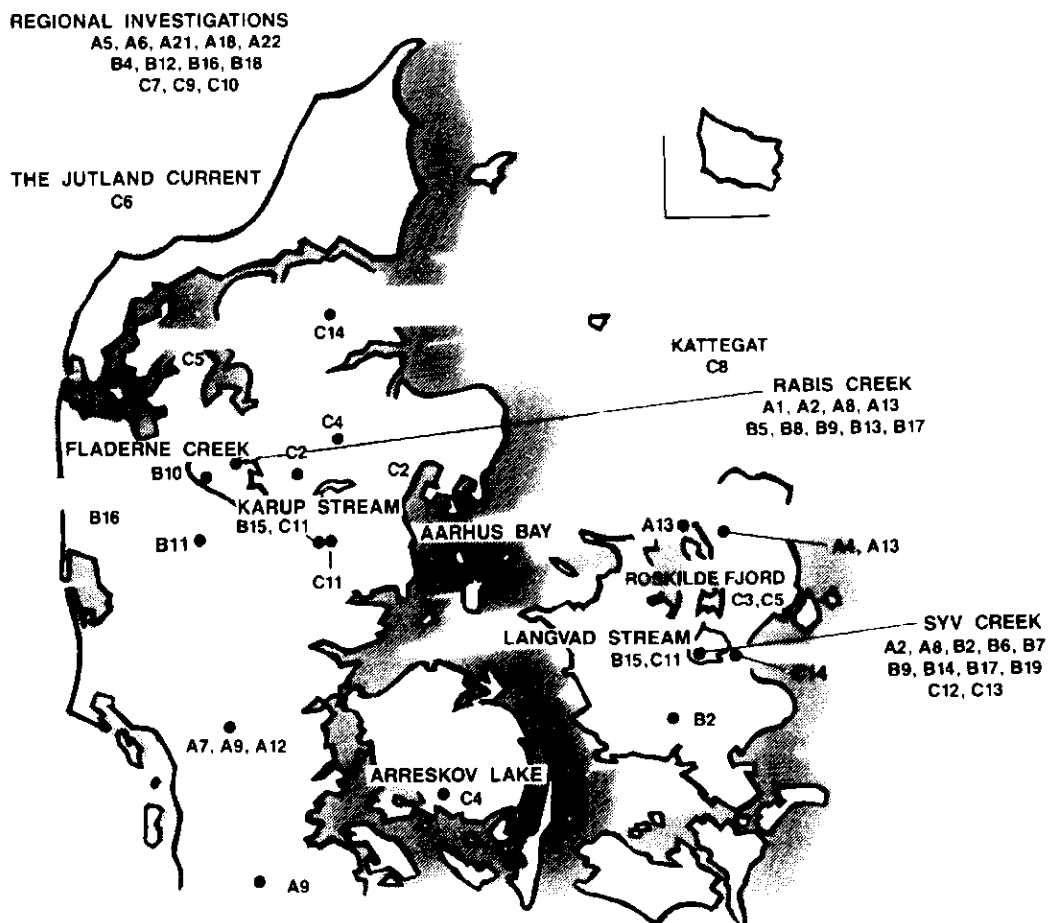 REGIONAL INVESTIGATIONS
A5, A6, A21, A18, A22
B4, B12, B16, B18
C7, C9, C10
THE JUTLAND CURRENT
C6
C14
C5
KATTEGAT
C8
RABIS CREEK
A1, A2, A8, A13
B5, B8, B9, B13, B17
C4
FLADERNE CREEK
B10
C2
C2
KARUP STREAM
B15, C11
B16
B11
C11
AARHUS BAY
A13
A4, A13
ROSKILDE FJORD
C3, C5
LANGVAD STREAM
B15, C11
SYV CREEK
A2, A8, B2, B6, B7
B9, B14, B17, B19
C12, C13
C14
B2
A7, A9, A12
ARRESKOV LAKE
C4
A9